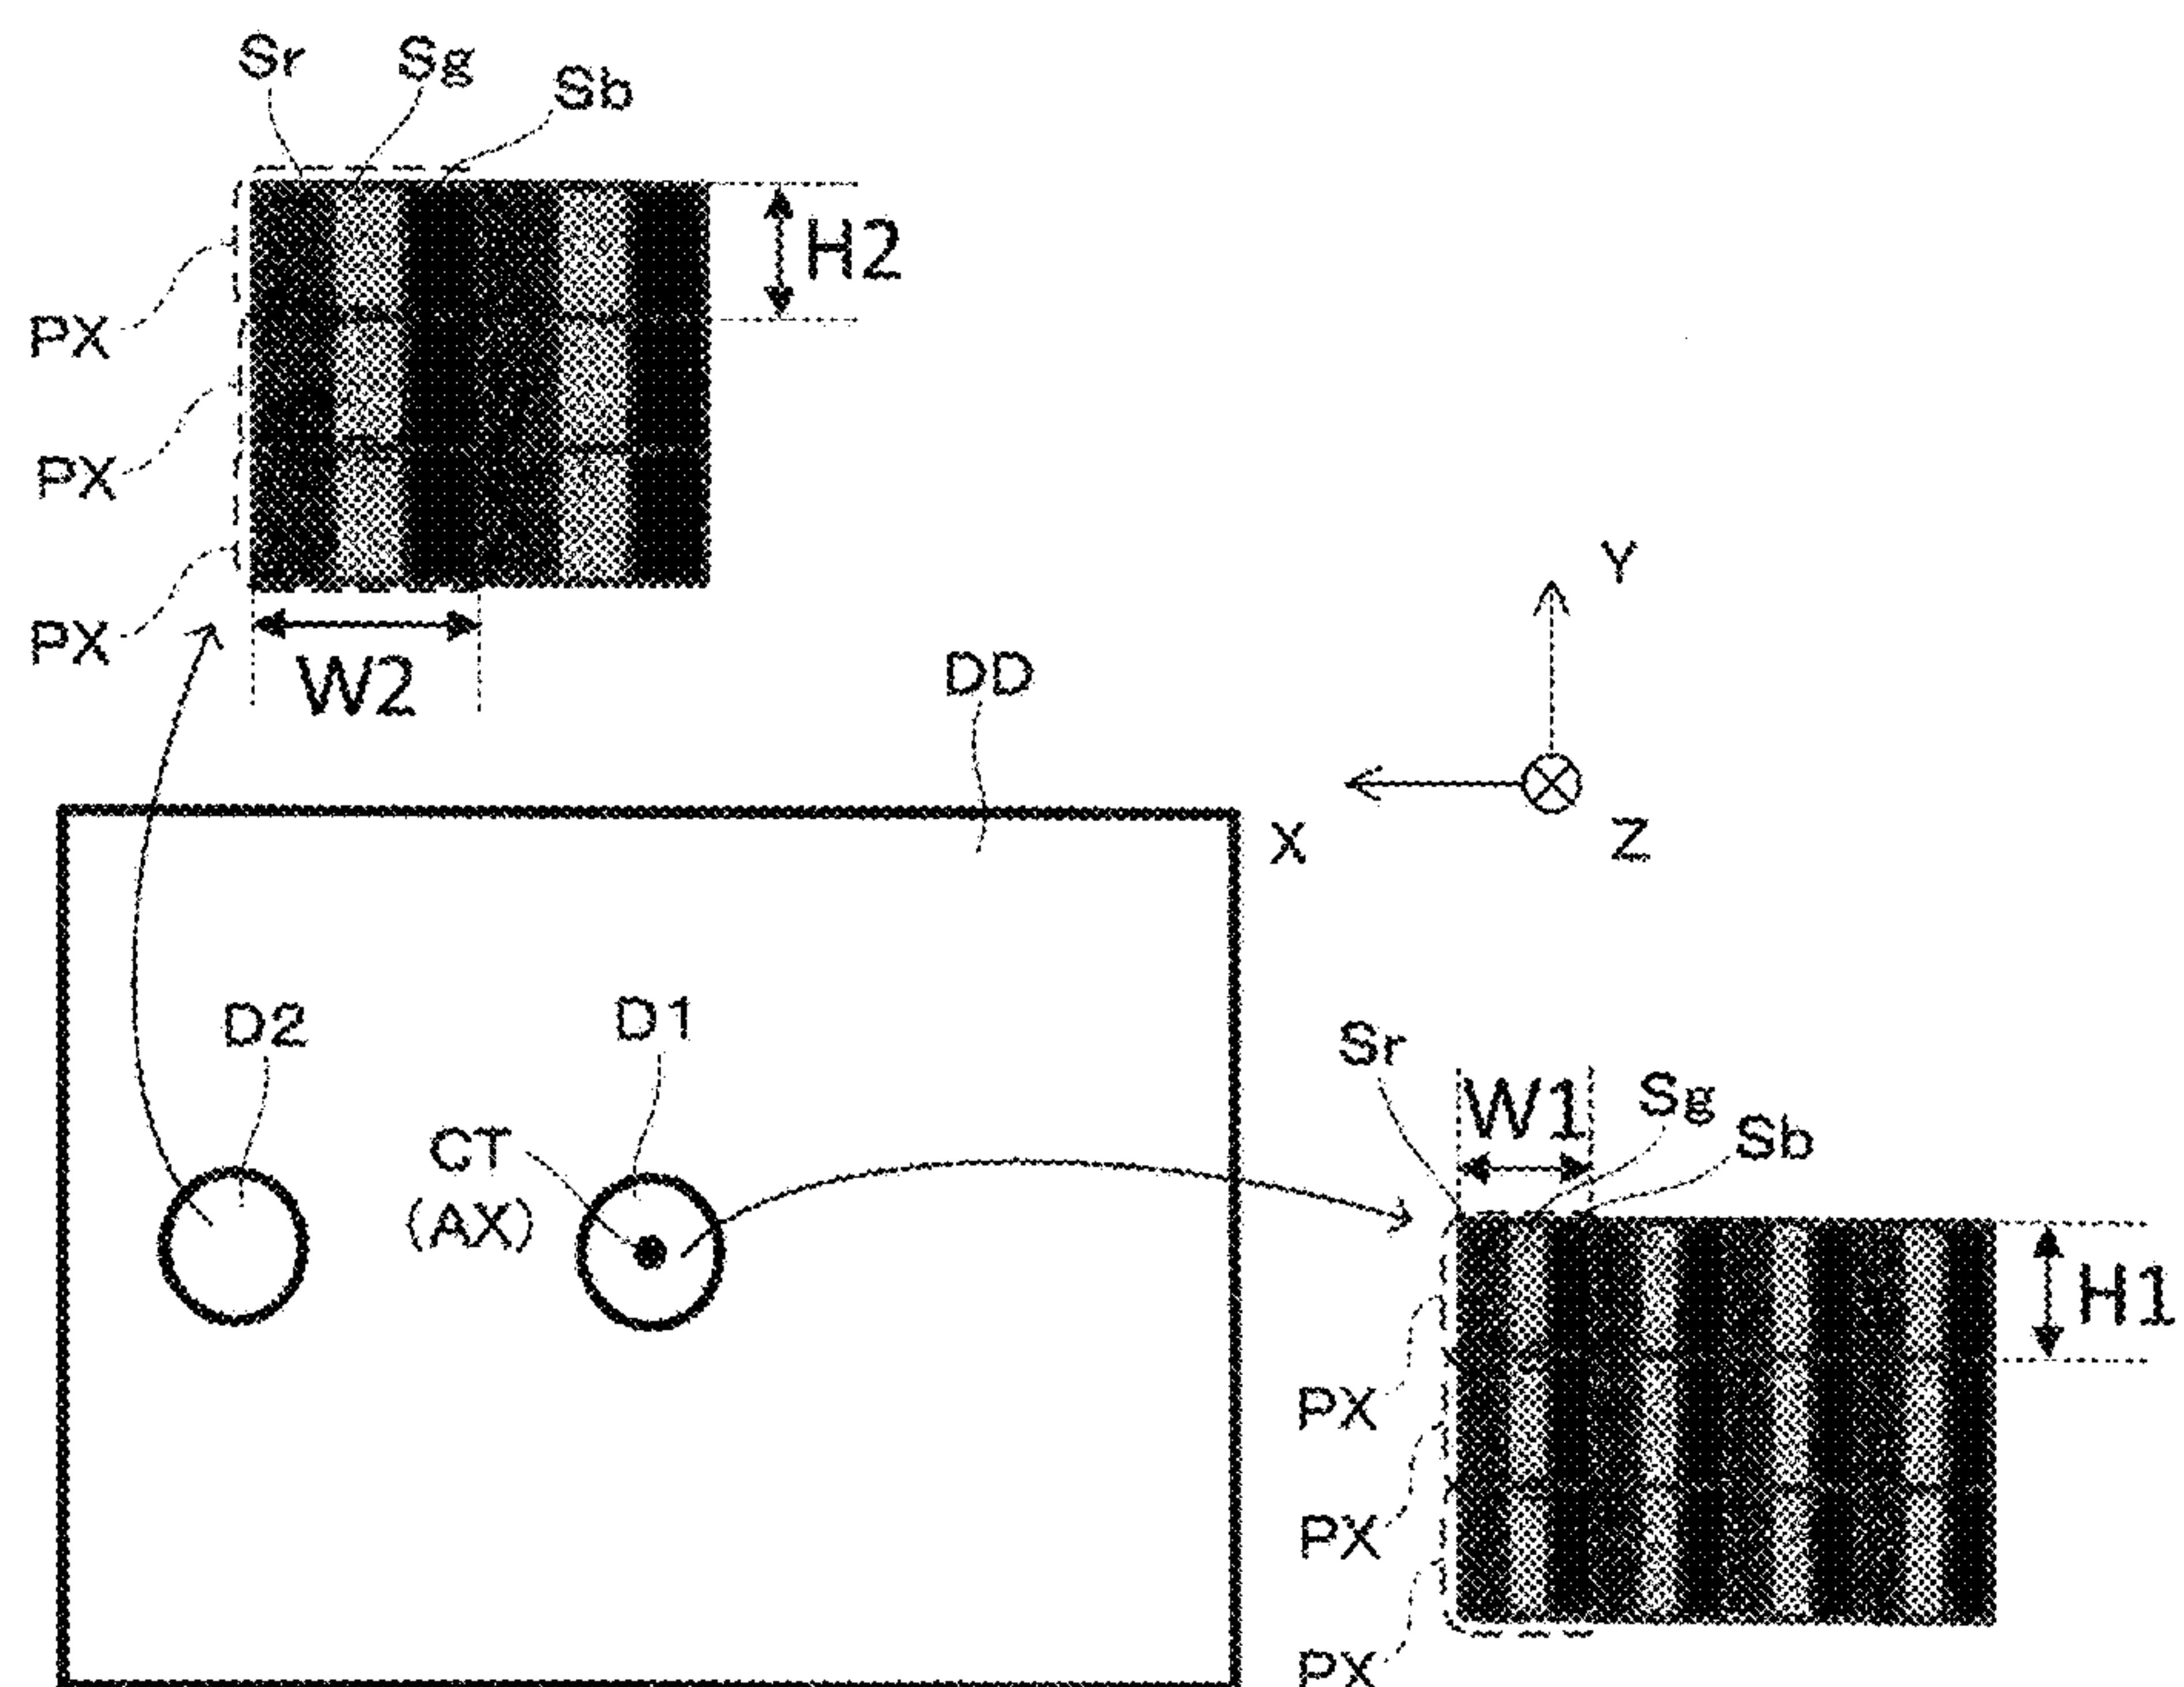 Sr
Sg
Sb
H2
PX
PX
PX
W2
DD
Y
X
Z
D2
D1
CT
(AX)
Sr
W1
Sg
Sb
H1
PX
PX
PX